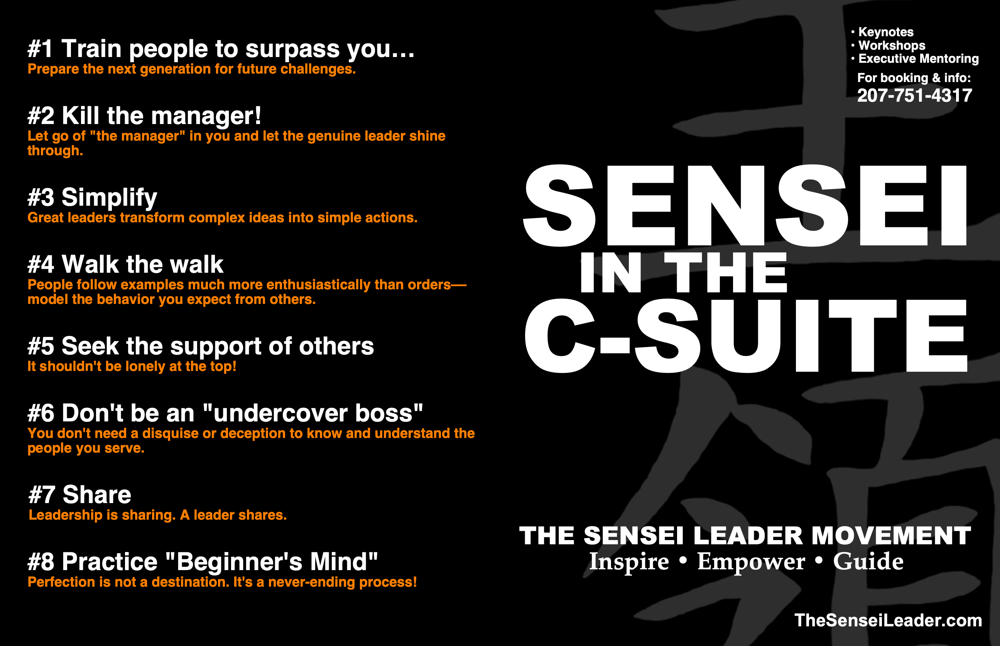 #1 Train people to surpass you...
Prepare the next generation for future challenges.
#2 Kill the manager!
Let go of "the manager" in you and let the genuine leader shine
through.
#3 Simplify
Great leaders transform complex ideas into simple actions.
#4 Walk the walk
People follow examples much more enthusiastically than orders—
model the behavior you expect from others.
#5 Seek the support of others
It shouldn't be lonely at the top!
#6 Don't be an "undercover boss"
You don't need a disquise or deception to know and understand the
people you serve.
#7 Share
Leadership is sharing. A leader shares.
#8 Practice "Beginner's Mind"
Perfection is not a destination. It's a never-ending process!
• Keynotes
• Workshops
• Executive Mentoring
For booking & info:
207-751-4317
SENSEI
IN THE
C-SUITE
THE SENSEI LEADER MOVEMENT
Inspire • Empower • Guide
TheSenseiLeader.com